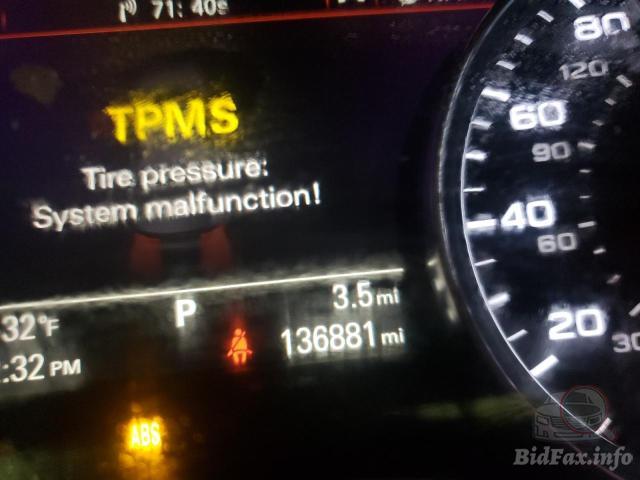 71: 40s
TPMS
Tire pressure:
System malfunction!
3.5 mi
32°F
P
136881 mi
:32 PM
ABS
80
120
60
90
40
60
20
30
BidFax.info